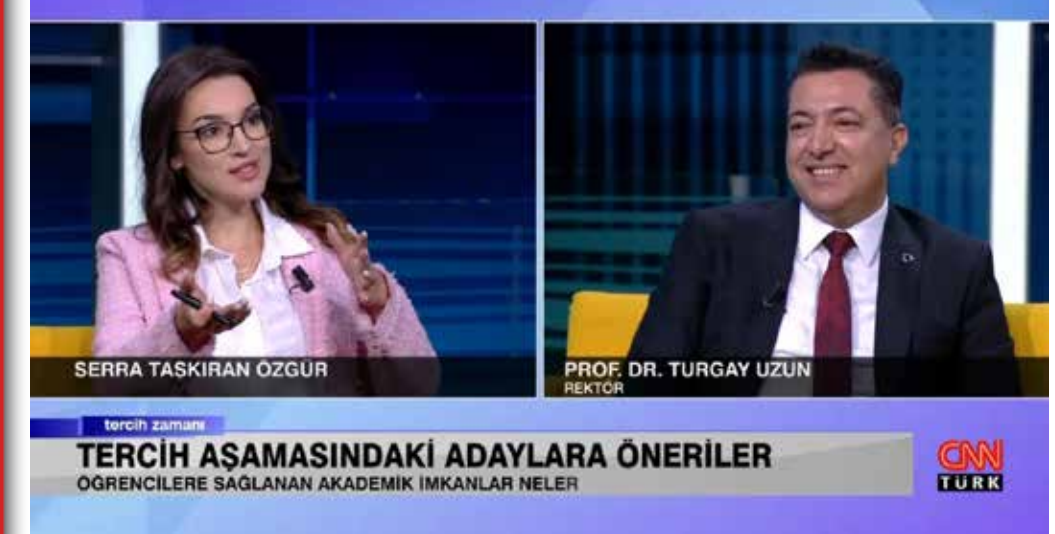 SERRA TAŞKIRAN ÖZGÜR
PROF. DR. TURGAY UZUN
REKTÖR
tercih zamanı
TERCİH AŞAMASINDAKİ ADAYLARA ÖNERİLER
ÖĞRENCİLERE SAĞLANAN AKADEMİK İMKANLAR NELER
CNN
TÜRK